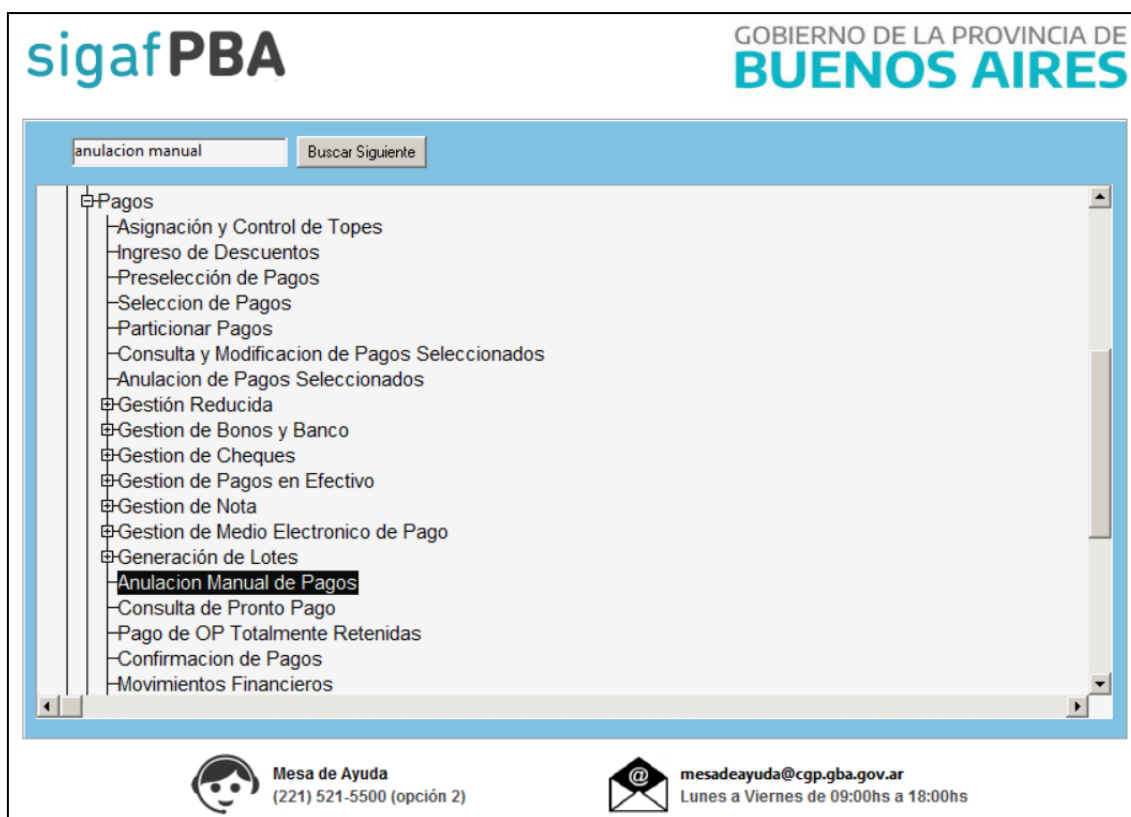 sigafPBA
GOBIERNO DE LA PROVINCIA DE
BUENOS AIRES
anulacion manual
Buscar Siguiente
Pagos
Asignación y Control de Topes
Ingreso de Descuentos
Preselección de Pagos
Seleccion de Pagos
Particionar Pagos
Consulta y Modificacion de Pagos Seleccionados
Anulacion de Pagos Seleccionados
Gestión Reducida
Gestion de Bonos y Banco
Gestion de Cheques
Gestion de Pagos en Efectivo
Gestion de Nota
Gestion de Medio Electronico de Pago
Generación de Lotes
Anulacion Manual de Pagos
Consulta de Pronto Pago
Pago de OP Totalmente Retenidas
Confirmacion de Pagos
Movimientos Financieros
Mesa de Ayuda
(221) 521-5500 (opción 2)
@
mesadeayuda@cgp.gba.gov.ar
Lunes a Viernes de 09:00hs a 18:00hs